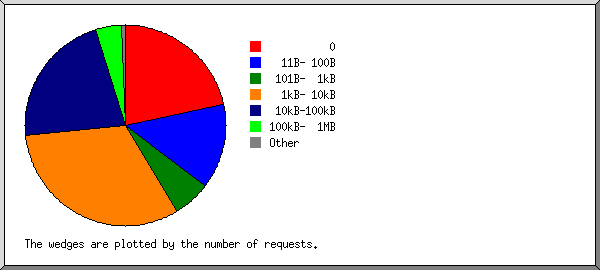 0
11B- 100B
101B-  1kB
1kB- 10kB
10kB-100kB
100kB-  1MB
Other
The wedges are plotted by the number of requests.